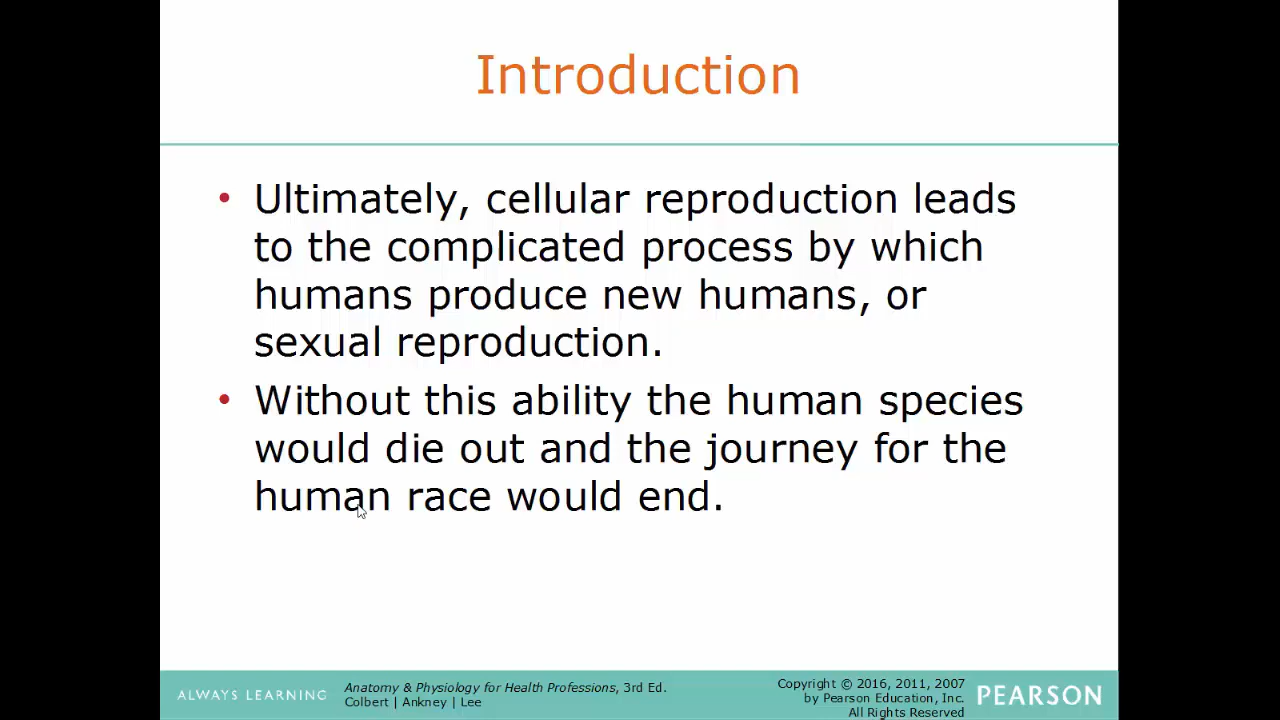 Introduction
• Ultimately, cellular reproduction leads
to the complicated process by which
humans produce new humans, or
sexual reproduction.
• Without this ability the human species
would die out and the journey for the
human race would end.
ALWAYS LEARNING
Anatomy & Physiology for Health Professions, 3rd Ed.
Colbert | Ankney | Lee
Copyright © 2016, 2011, 2007
by Pearson Education, Inc.
All Rights Reserved
PEARSON